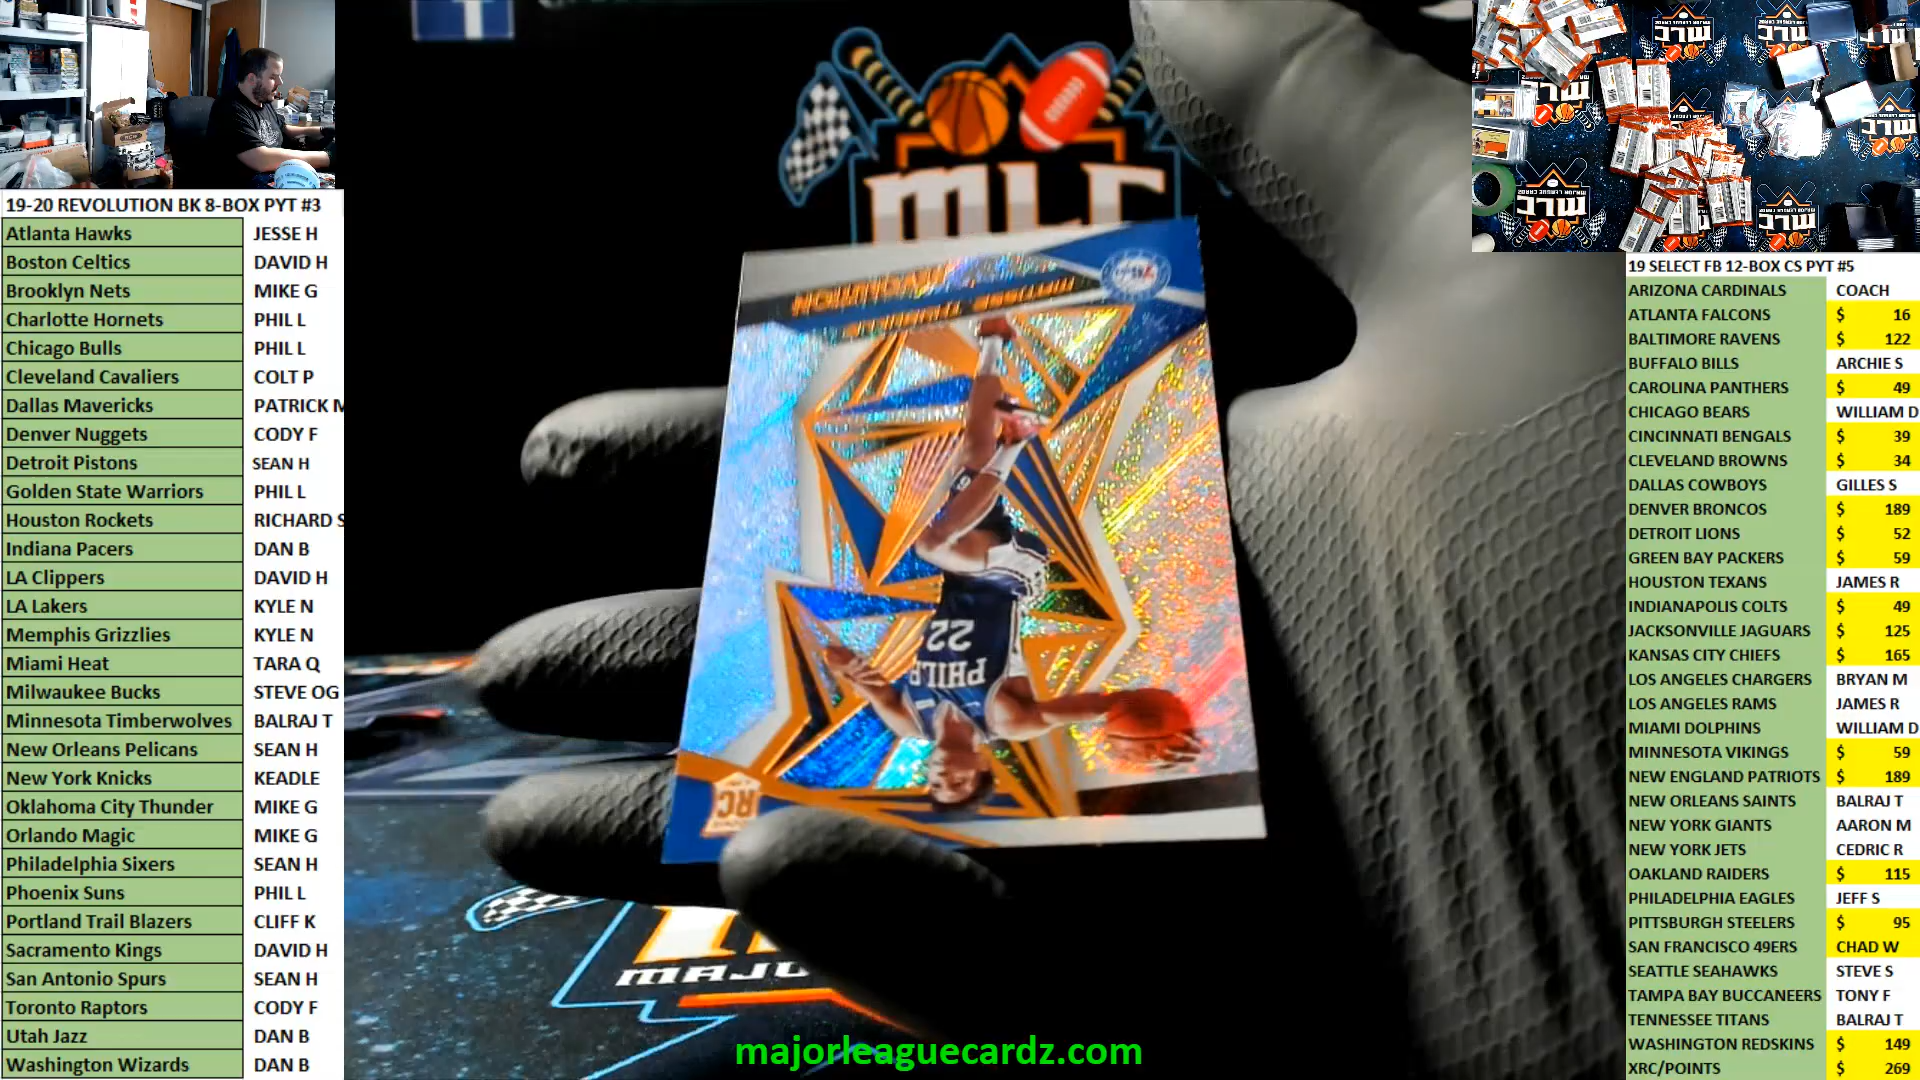 19-20 REVOLUTION BK 8-BOX PYT #3
Atlanta Hawks JESSE H
Boston Celtics DAVID H
Brooklyn Nets MIKE G
Charlotte Hornets PHIL L
Chicago Bulls PHIL L
Cleveland Cavaliers COLT P
Dallas Mavericks PATRICK M
Denver Nuggets CODY F
Detroit Pistons SEAN H
Golden State Warriors PHIL L
Houston Rockets RICHARD S
Indiana Pacers DAN B
LA Clippers DAVID H
LA Lakers KYLE N
Memphis Grizzlies KYLE N
Miami Heat TARA Q
Milwaukee Bucks STEVE OG
Minnesota Timberwolves BALRAJ T
New Orleans Pelicans SEAN H
New York Knicks KEADLE
Oklahoma City Thunder MIKE G
Orlando Magic MIKE G
Philadelphia Sixers SEAN H
Phoenix Suns PHIL L
Portland Trail Blazers CLIFF K
Sacramento Kings DAVID H
San Antonio Spurs SEAN H
Toronto Raptors CODY F
Utah Jazz DAN B
Washington Wizards DAN B
MLC
REVOLUTION
22
PHILA
RC
MAJO
majorleaguecardz.com
19 SELECT FB 12-BOX CS PYT #5
ARIZONA CARDINALS COACH
ATLANTA FALCONS $ 16
BALTIMORE RAVENS $ 122
BUFFALO BILLS ARCHIE S
CAROLINA PANTHERS $ 49
CHICAGO BEARS WILLIAM D
CINCINNATI BENGALS $ 39
CLEVELAND BROWNS $ 34
DALLAS COWBOYS GILLES S
DENVER BRONCOS $ 189
DETROIT LIONS $ 52
GREEN BAY PACKERS $ 59
HOUSTON TEXANS JAMES R
INDIANAPOLIS COLTS $ 49
JACKSONVILLE JAGUARS $ 125
KANSAS CITY CHIEFS $ 165
LOS ANGELES CHARGERS BRYAN M
LOS ANGELES RAMS JAMES R
MIAMI DOLPHINS WILLIAM D
MINNESOTA VIKINGS $ 59
NEW ENGLAND PATRIOTS $ 189
NEW ORLEANS SAINTS BALRAJ T
NEW YORK GIANTS AARON M
NEW YORK JETS CEDRIC R
OAKLAND RAIDERS $ 115
PHILADELPHIA EAGLES JEFF S
PITTSBURGH STEELERS $ 95
SAN FRANCISCO 49ERS CHAD W
SEATTLE SEAHAWKS STEVE S
TAMPA BAY BUCCANEERS TONY F
TENNESSEE TITANS BALRAJ T
WASHINGTON REDSKINS $ 149
XRC/POINTS $ 269